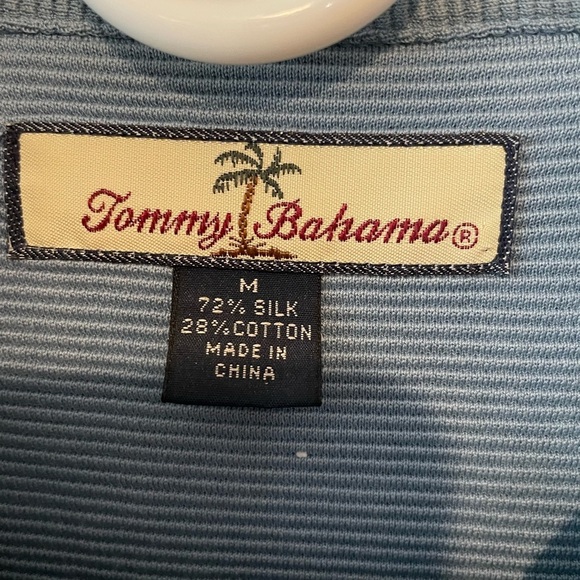 Tommy Bahama®
M
72% SILK
28% COTTON
MADE IN
CHINA